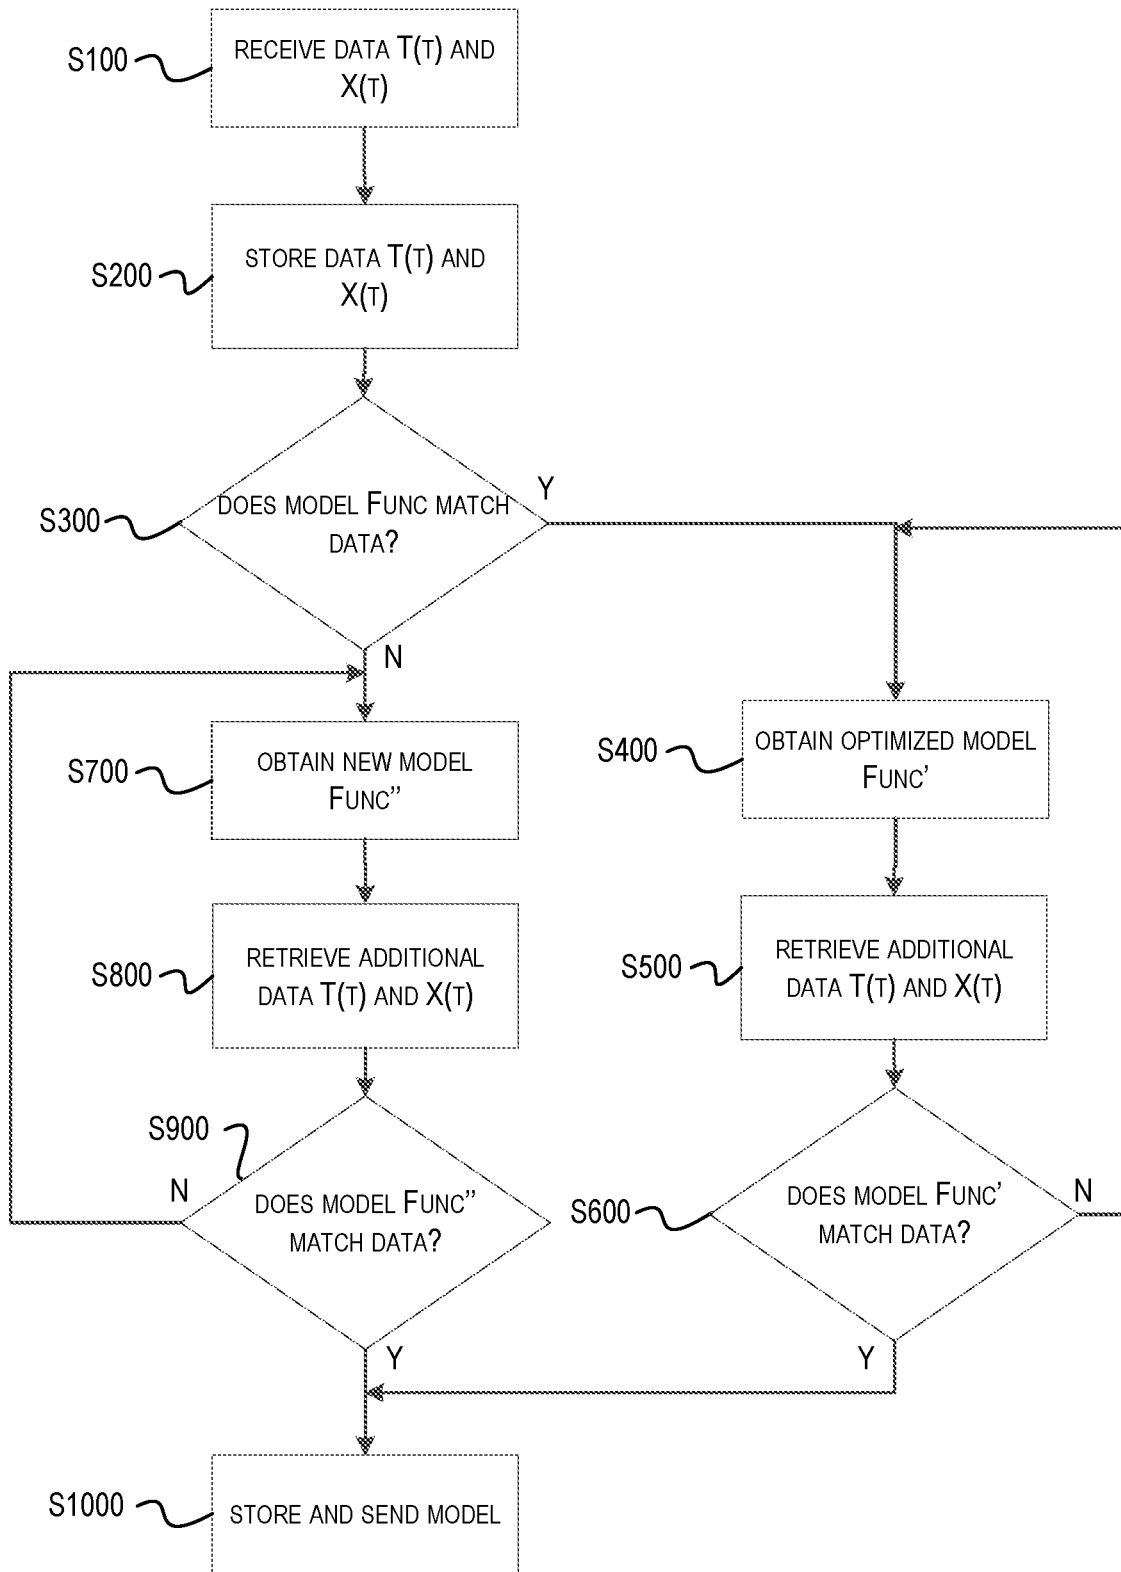 S100
RECEIVE DATA T(T) AND
X(T)
S200
STORE DATA T(T) AND
X(T)
S300
DOES MODEL FUNC MATCH
DATA?
Y
N
S700
OBTAIN NEW MODEL
FUNC''
S400
OBTAIN OPTIMIZED MODEL
FUNC'
S800
RETRIEVE ADDITIONAL
DATA T(T) AND X(T)
S500
RETRIEVE ADDITIONAL
DATA T(T) AND X(T)
S900
N
DOES MODEL FUNC''
MATCH DATA?
Y
S600
DOES MODEL FUNC'
MATCH DATA?
N
Y
S1000
STORE AND SEND MODEL